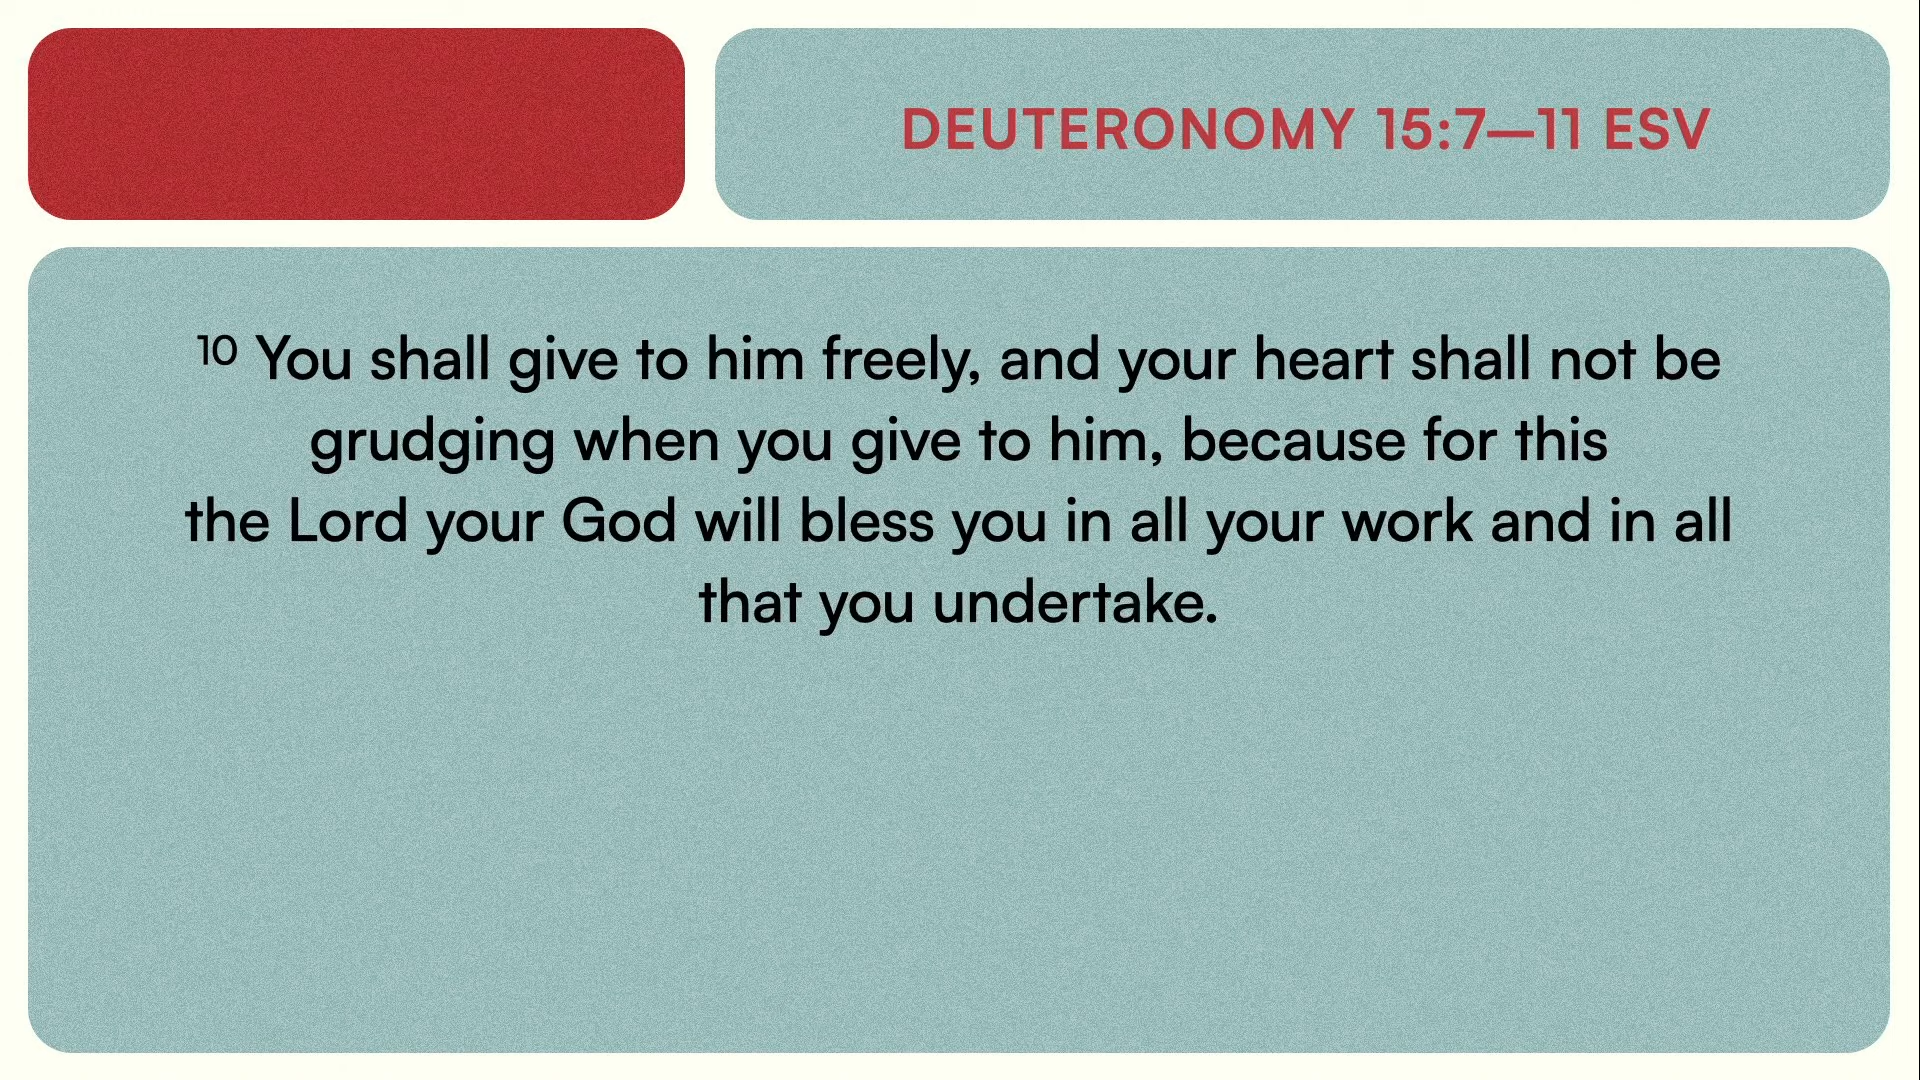 DEUTERONOMY 15:7—11 ESV
10 You shall give to him freely, and your heart shall not be
grudging when you give to him, because for this
the Lord your God will bless you in all your work and in all
that you undertake.